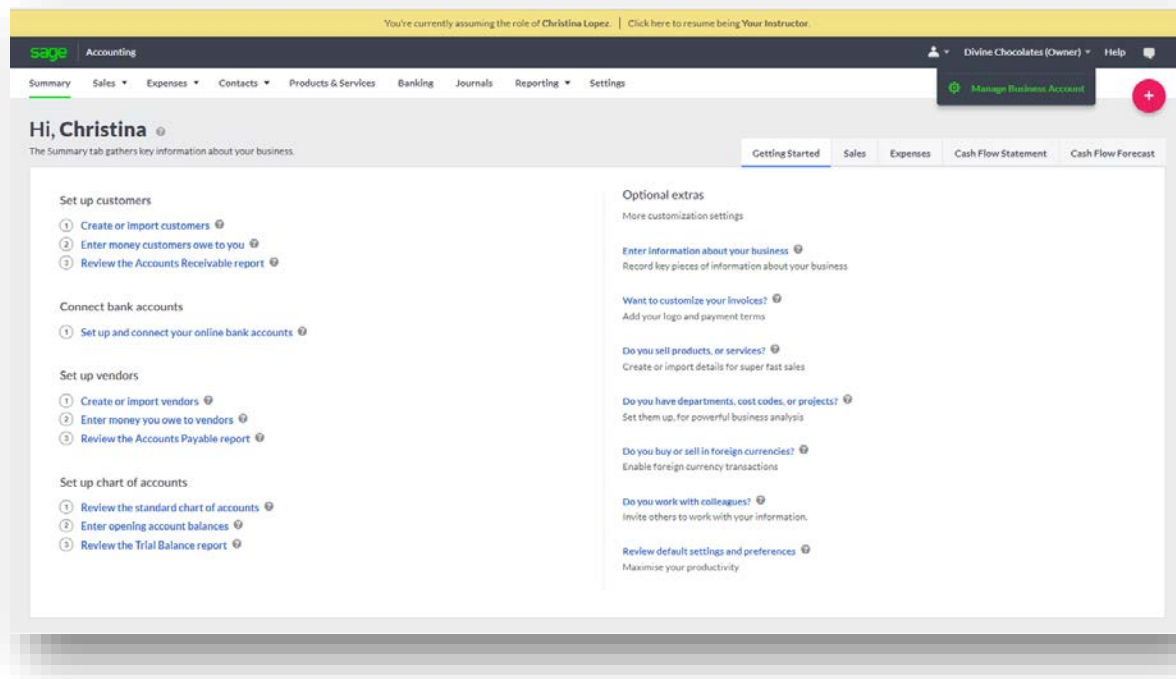 You're currently assuming the role of Christina Lopez. | Click here to resume being Your Instructor.
sage Accounting Divine Chocolates (Owner) Help
Summary Sales Expenses Contacts Products & Services Banking Journals Reporting Settings
Manage Business Account
+
Hi, Christina ?
The Summary tab gathers key information about your business.
Getting Started Sales Expenses Cash Flow Statement Cash Flow Forecast
Set up customers
1 Create or import customers ?
2 Enter money customers owe to you ?
3 Review the Accounts Receivable report ?
Connect bank accounts
1 Set up and connect your online bank accounts ?
Set up vendors
1 Create or import vendors ?
2 Enter money you owe to vendors ?
3 Review the Accounts Payable report ?
Set up chart of accounts
1 Review the standard chart of accounts ?
2 Enter opening account balances ?
3 Review the Trial Balance report ?
Optional extras
More customization settings
Enter information about your business ?
Record key pieces of information about your business
Want to customize your invoices? ?
Add your logo and payment terms
Do you sell products, or services? ?
Create or import details for super fast sales
Do you have departments, cost codes, or projects? ?
Set them up, for powerful business analysis
Do you buy or sell in foreign currencies? ?
Enable foreign currency transactions
Do you work with colleagues? ?
Invite others to work with your information.
Review default settings and preferences ?
Maximise your productivity